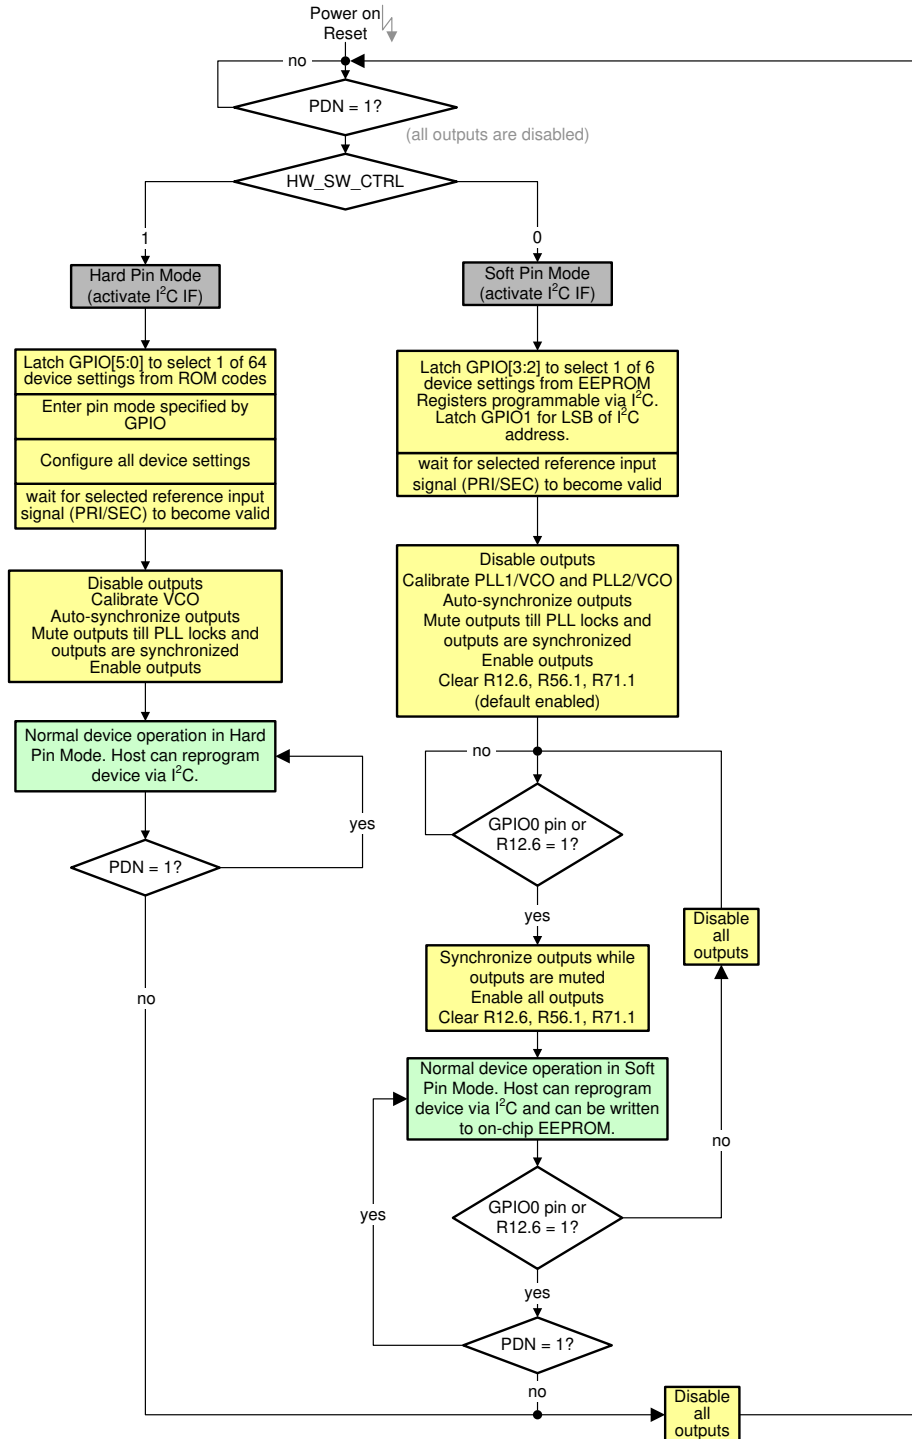 Power on
Reset
no
PDN = 1?
(all outputs are disabled)
HW_SW_CTRL
1
0
Hard Pin Mode
(activate I²C IF)
Soft Pin Mode
(activate I²C IF)
Latch GPIO[5:0] to select 1 of 64
device settings from ROM codes
Enter pin mode specified by
GPIO
Configure all device settings
wait for selected reference input
signal (PRI/SEC) to become valid
Latch GPIO[3:2] to select 1 of 6
device settings from EEPROM
Registers programmable via I²C.
Latch GPIO1 for LSB of I²C
address.
wait for selected reference input
signal (PRI/SEC) to become valid
Disable outputs
Calibrate VCO
Auto-synchronize outputs
Mute outputs till PLL locks and
outputs are synchronized
Enable outputs
Disable outputs
Calibrate PLL1/VCO and PLL2/VCO
Auto-synchronize outputs
Mute outputs till PLL locks and
outputs are synchronized
Enable outputs
Clear R12.6, R56.1, R71.1
(default enabled)
Normal device operation in Hard
Pin Mode. Host can reprogram
device via I²C.
yes
PDN = 1?
no
no
GPIO0 pin or
R12.6 = 1?
yes
Disable
all
outputs
Synchronize outputs while
outputs are muted
Enable all outputs
Clear R12.6, R56.1, R71.1
Normal device operation in Soft
Pin Mode. Host can reprogram
device via I²C and can be written
to on-chip EEPROM.
no
GPIO0 pin or
R12.6 = 1?
yes
yes
PDN = 1?
no
Disable
all
outputs